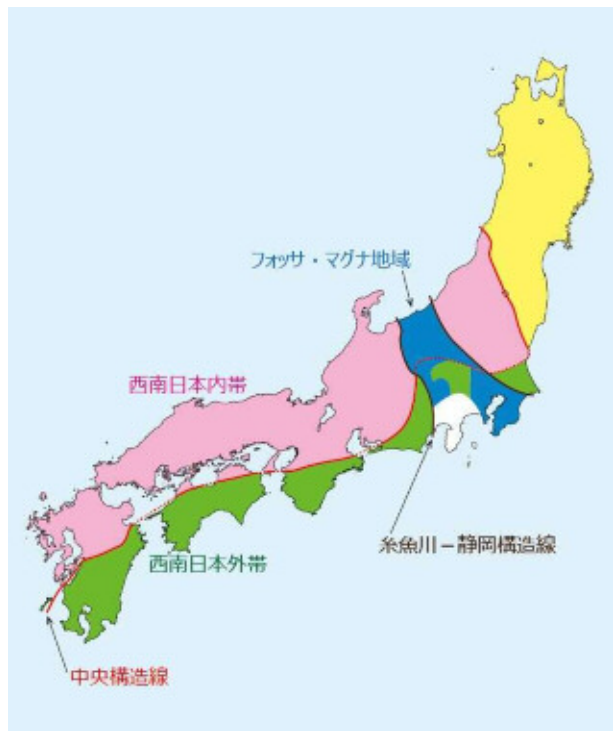 フォッサ・マグナ地域
西南日本内帯
糸魚川－静岡構造線
西南日本外帯
中央構造線